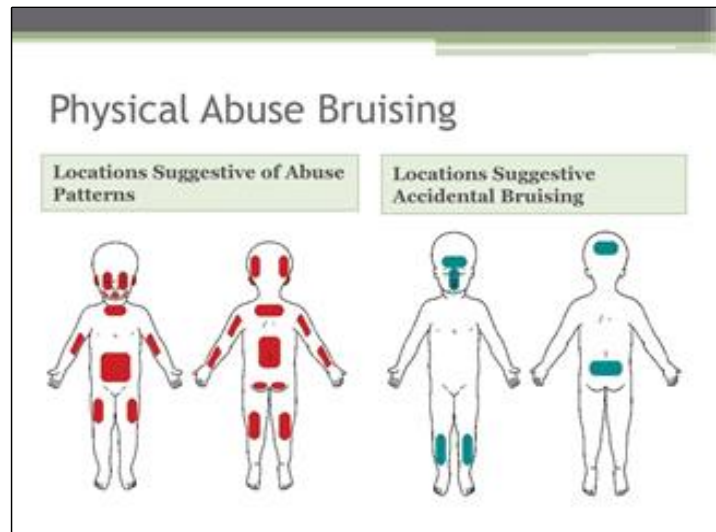 Physical Abuse Bruising
Locations Suggestive of Abuse
Patterns
Locations Suggestive
Accidental Bruising